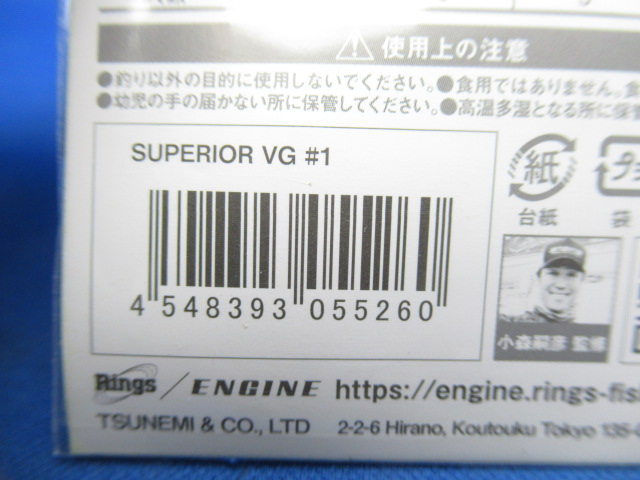 ⚠使用上の注意
●釣り以外の目的に使用しないでください。●食用ではありません。
●幼児の手の届かない所に保管してください。●高温多湿となる所に保
SUPERIOR VG #1
4 548393 055260
紙
台紙
プ
袋
小森嗣彦 監修
Rings / ENGINE https://engine.rings-fis
TSUNEMI & CO., LTD 2-2-6 Hirano, Koutouku Tokyo 135-